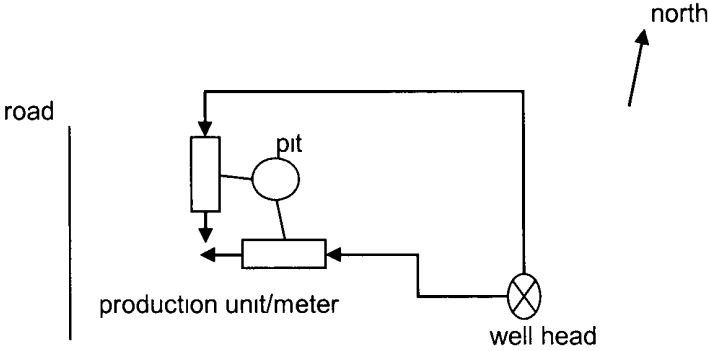 north
road
pit
production unit/meter
well head